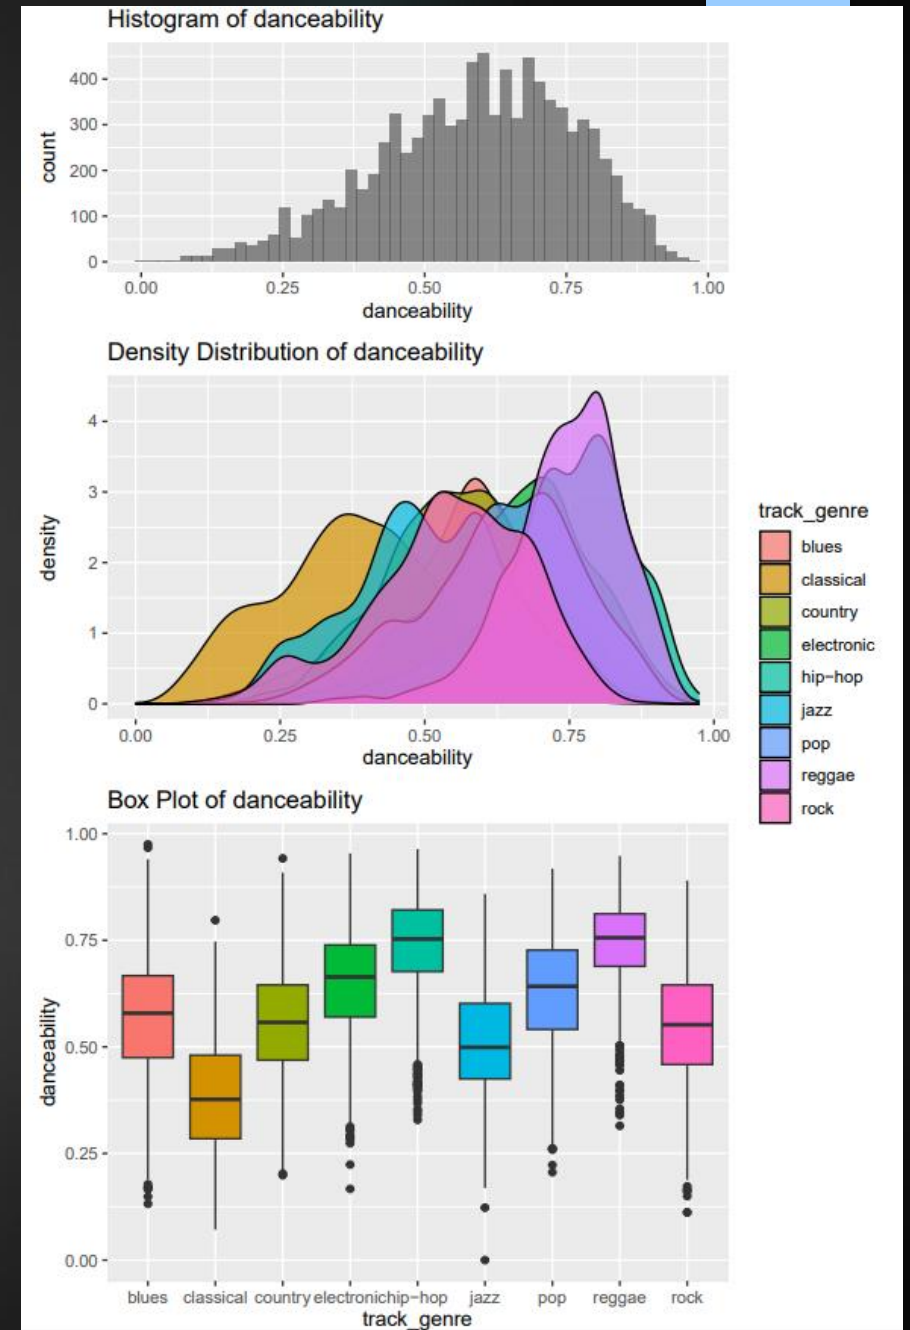 Histogram of danceability
count
400
300
200
100
0
0.00 0.25 0.50 0.75 1.00
danceability
Density Distribution of danceability
density
4
3
2
1
0
0.00 0.25 0.50 0.75 1.00
danceability
track_genre
blues
classical
country
electronic
hip−hop
jazz
pop
reggae
rock
Box Plot of danceability
danceability
1.00
0.75
0.50
0.25
0.00
blues classical country electronic hip−hop jazz pop reggae rock
track_genre